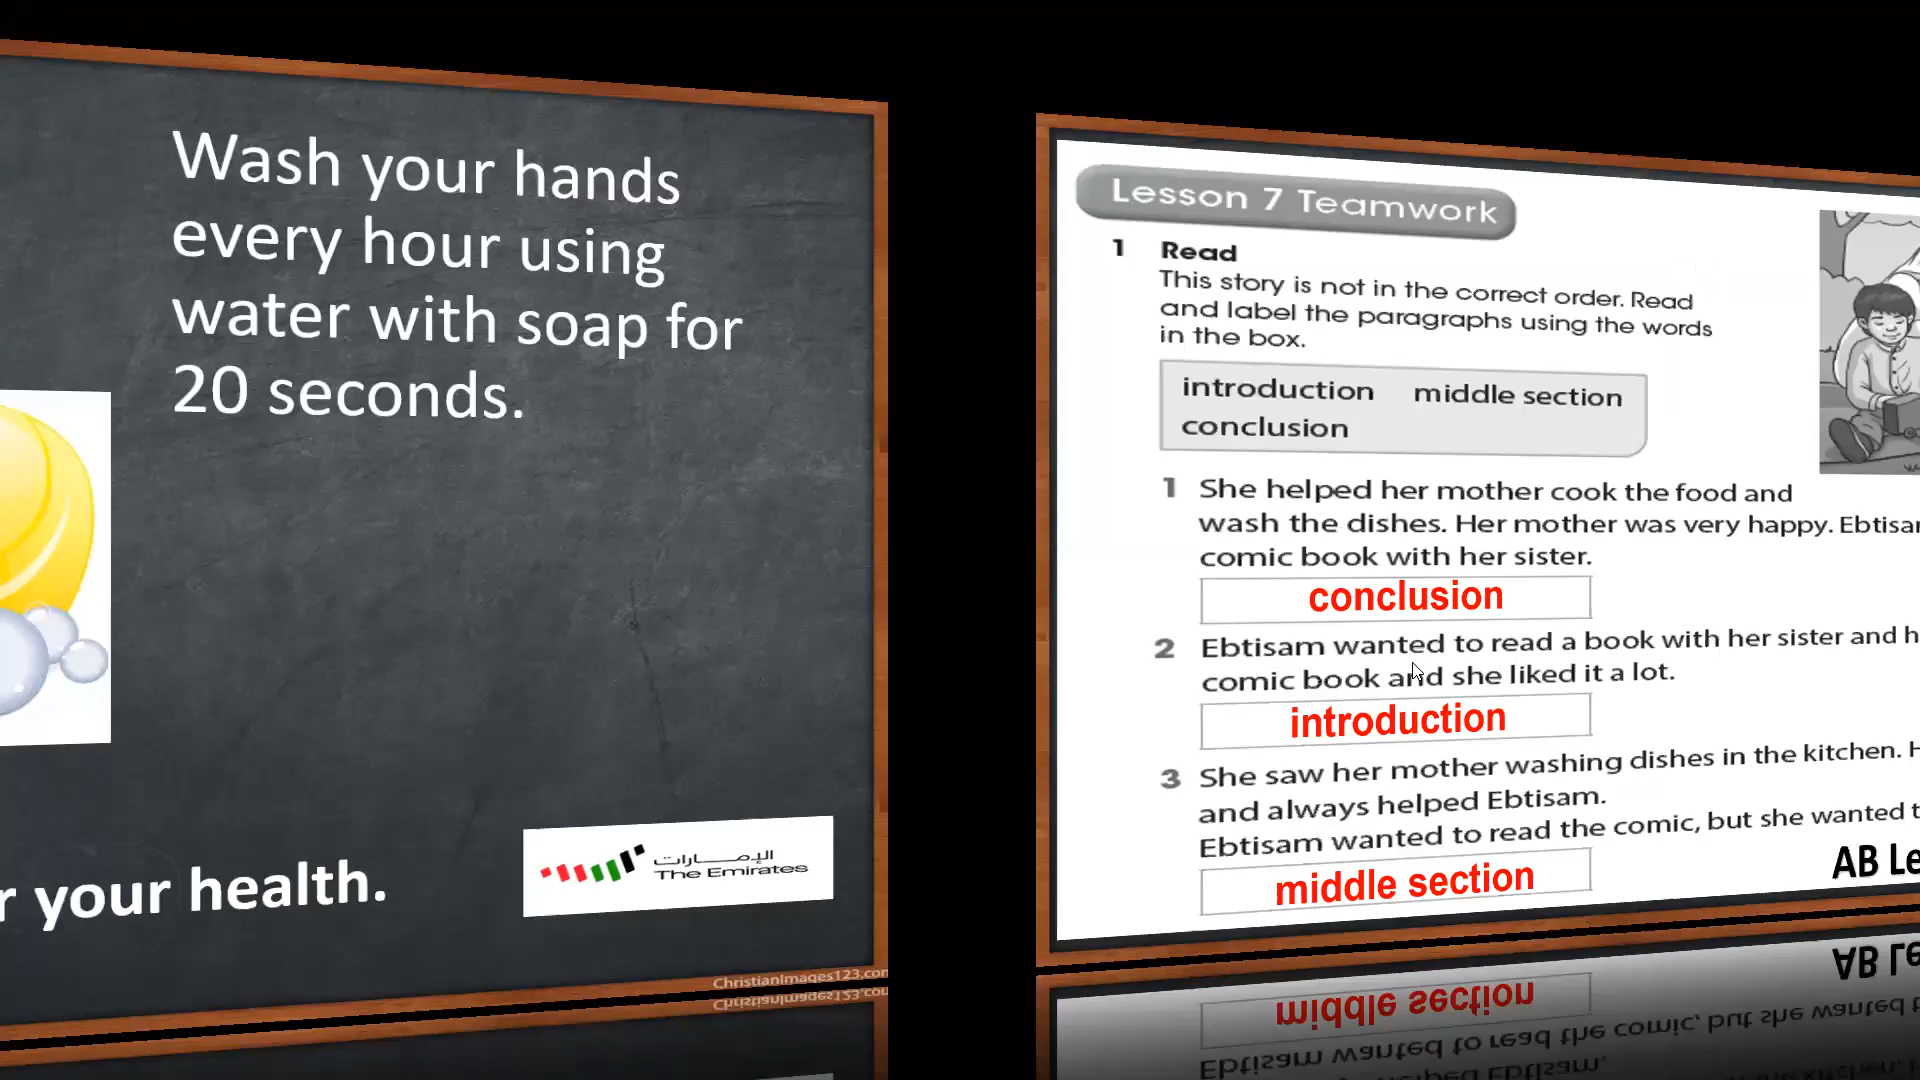 Wash your hands
every hour using
water with soap for
20 seconds.
your health.
الإمارات
The Emirates
ChristianImages123.com
Lesson 7 Teamwork
1 Read
This story is not in the correct order. Read
and label the paragraphs using the words
in the box.
introduction middle section
conclusion
1 She helped her mother cook the food and
wash the dishes. Her mother was very happy.
comic book with her sister.
conclusion
2 Ebtisam wanted to read a book with her sister and
comic book and she liked it a lot.
introduction
3 She saw her mother washing dishes in the kitchen.
and always helped Ebtisam.
Ebtisam wanted to read the comic, but she wanted
middle section
AB